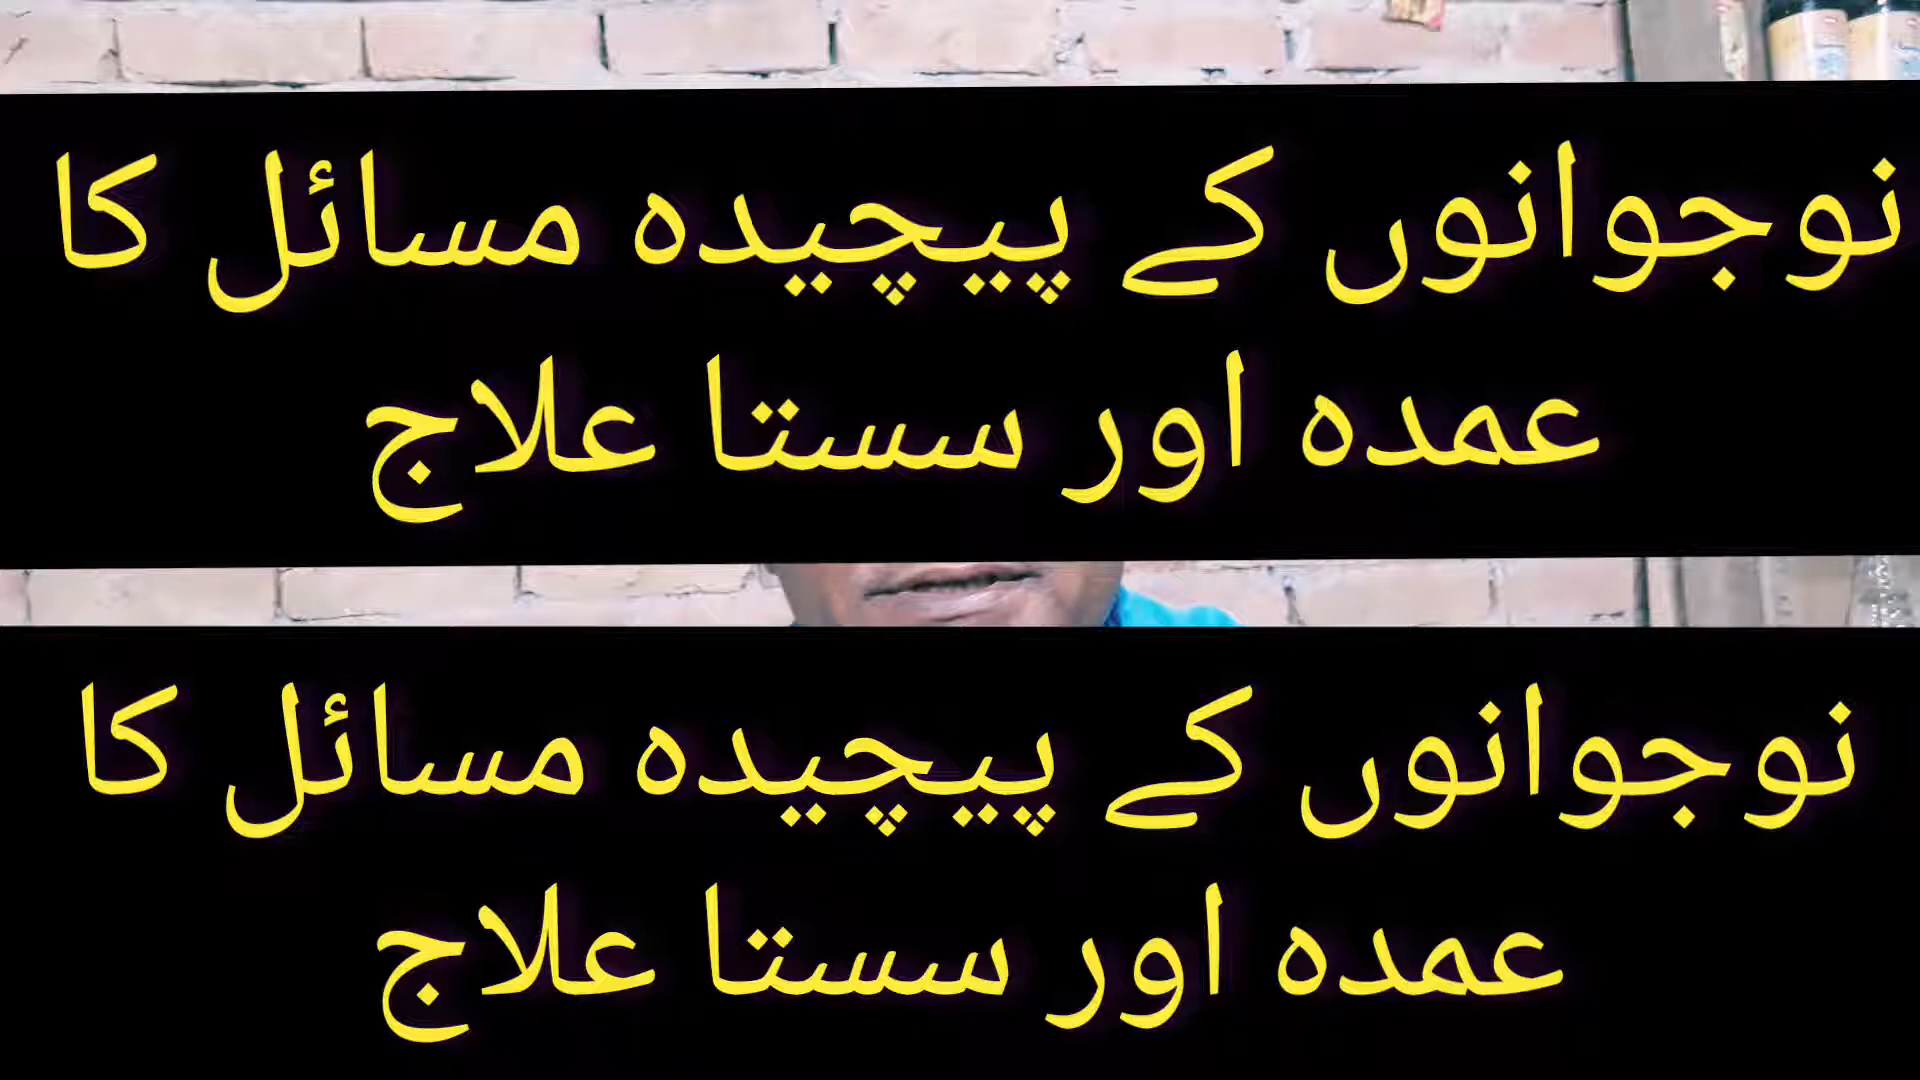 نوجوانوں کے پیچیدہ مسائل کا
عمدہ اور سستا علاج
نوجوانوں کے پیچیدہ مسائل کا
عمدہ اور سستا علاج